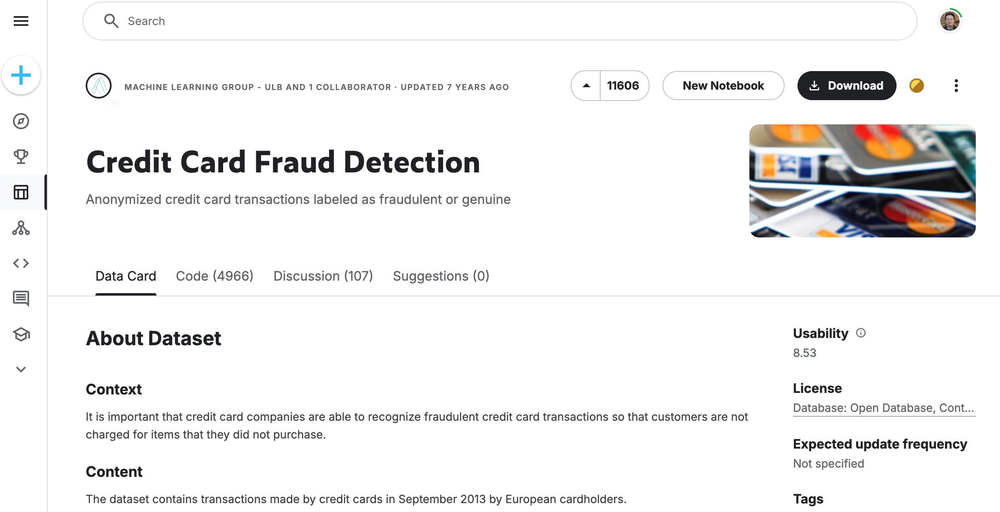 Search
MACHINE LEARNING GROUP - ULB AND 1 COLLABORATOR · UPDATED 7 YEARS AGO
11606
New Notebook
Download
Credit Card Fraud Detection
Anonymized credit card transactions labeled as fraudulent or genuine
VISA
Data Card
Code (4966)
Discussion (107)
Suggestions (0)
About Dataset
Context
It is important that credit card companies are able to recognize fraudulent credit card transactions so that customers are not
charged for items that they did not purchase.
Content
The dataset contains transactions made by credit cards in September 2013 by European cardholders.
Usability
8.53
License
Database: Open Database, Cont...
Expected update frequency
Not specified
Tags